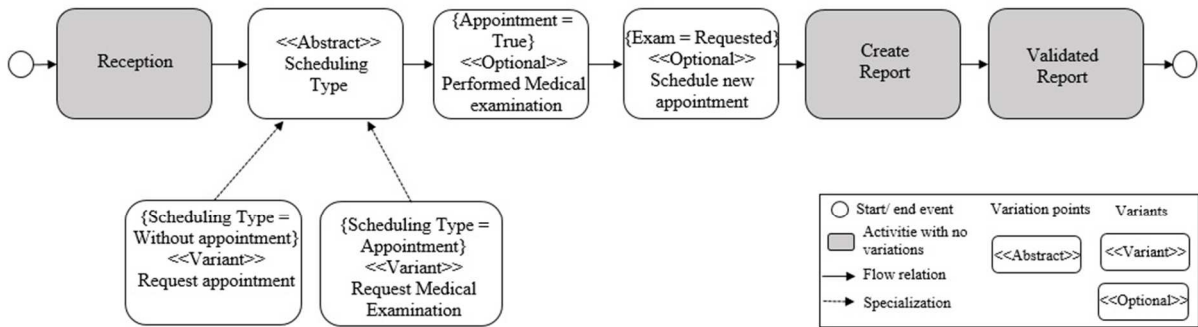 Reception
<<Abstract>>
Scheduling
Type
{Appointment =
True}
<<Optional>>
Performed Medical
examination
{Exam = Requested}
<<Optional>>
Schedule new
appointment
Create
Report
Validated
Report
{Scheduling Type =
Without appointment}
<<Variant>>
Request appointment
{Scheduling Type =
Appointment}
<<Variant>>
Request Medical
Examination
Start/ end event
Activitie with no
variations
Flow relation
Specialization
Variation points
<<Abstract>>
Variants
<<Variant>>
<<Optional>>